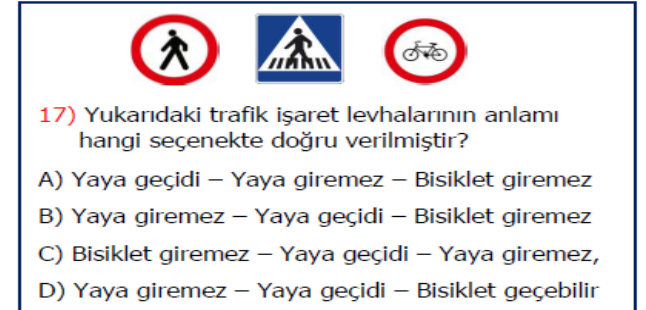 17) Yukarıdaki trafik işaret levhalarının anlamı
hangi seçenekte doğru verilmiştir?
A) Yaya geçidi – Yaya giremez – Bisiklet giremez
B) Yaya giremez – Yaya geçidi – Bisiklet giremez
C) Bisiklet giremez – Yaya geçidi – Yaya giremez,
D) Yaya giremez – Yaya geçidi – Bisiklet geçebilir